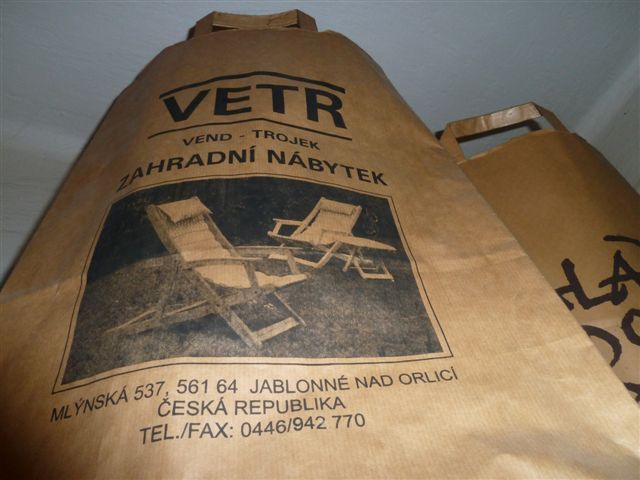 VETR
VEND - TROJEK
ZAHRADNÍ NÁBYTEK
MLÝNSKÁ 537, 561 64 JABLONNÉ NAD ORLICÍ
ČESKÁ REPUBLIKA
TEL./FAX: 0446/942 770